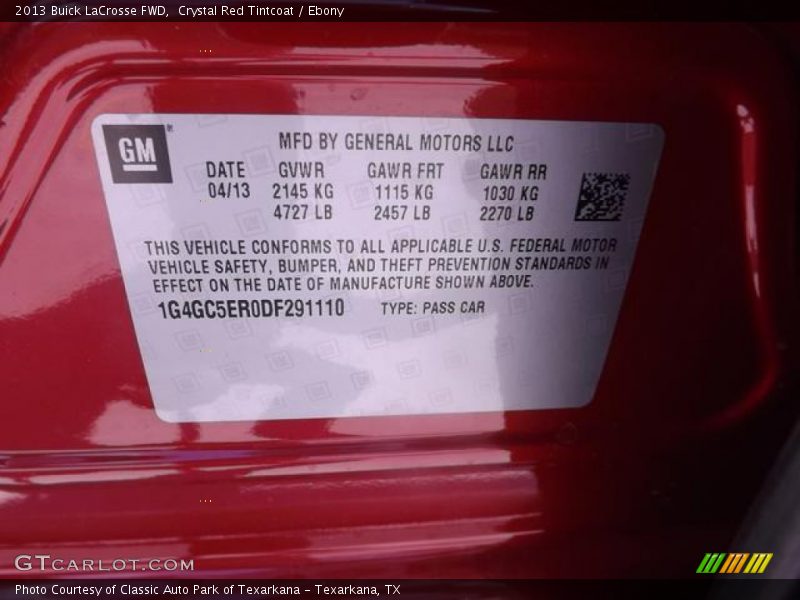 2013 Buick LaCrosse FWD, Crystal Red Tintcoat / Ebony
GM
MFD BY GENERAL MOTORS LLC
DATE GVWR GAWR FRT GAWR RR
04/13 2145 KG 1115 KG 1030 KG
4727 LB 2457 LB 2270 LB
THIS VEHICLE CONFORMS TO ALL APPLICABLE U.S. FEDERAL MOTOR
VEHICLE SAFETY, BUMPER, AND THEFT PREVENTION STANDARDS IN
EFFECT ON THE DATE OF MANUFACTURE SHOWN ABOVE.
1G4GC5ER0DF291110 TYPE: PASS CAR
GTCARLOT.COM
Photo Courtesy of Classic Auto Park of Texarkana - Texarkana, TX